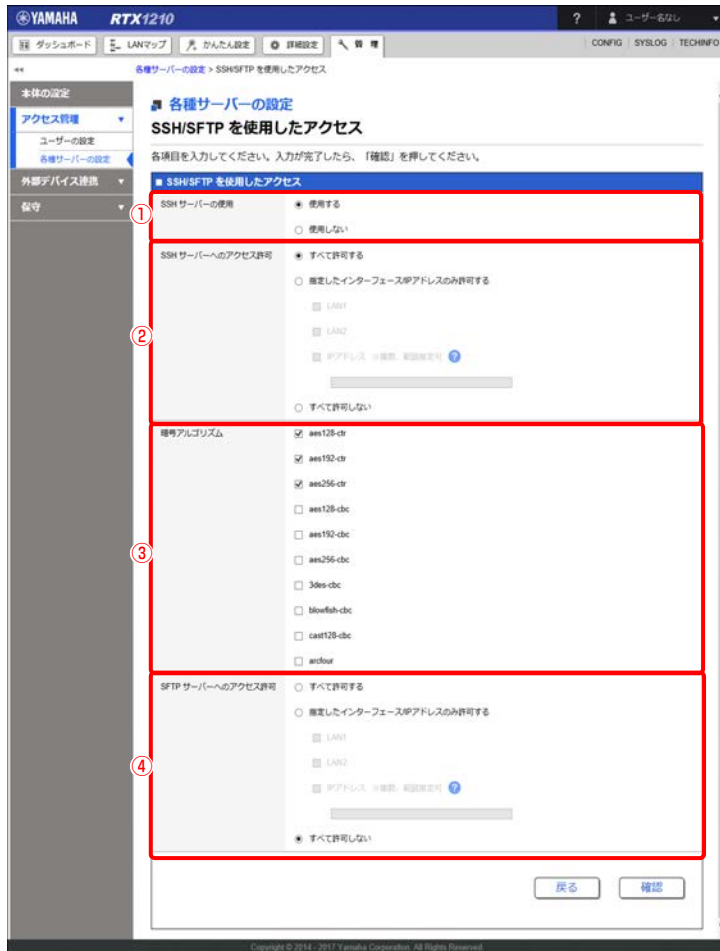 YAMAHA RTX1210 ? ユーザー名なし
ダッシュボード LANマップ かんたん設定 詳細設定 管理 CONFIG SYSLOG TECHINFO
◂◂ 各種サーバーの設定 > SSH/SFTP を使用したアクセス
本体の設定
アクセス管理 ▼
ユーザーの設定
各種サーバーの設定
外部デバイス連携 ▼
保守 ▼
各種サーバーの設定
SSH/SFTP を使用したアクセス
各項目を入力してください。入力が完了したら、「確認」を押してください。
■ SSH/SFTP を使用したアクセス
①
SSH サーバーの使用 使用する
使用しない
②
SSH サーバーへのアクセス許可 すべて許可する
指定したインターフェース/IPアドレスのみ許可する
LAN1
LAN2
IPアドレス ※複数、範囲指定可 ?
すべて許可しない
③
暗号アルゴリズム aes128-ctr
aes192-ctr
aes256-ctr
aes128-cbc
aes192-cbc
aes256-cbc
3des-cbc
blowfish-cbc
cast128-cbc
arcfour
④
SFTP サーバーへのアクセス許可 すべて許可する
指定したインターフェース/IPアドレスのみ許可する
LAN1
LAN2
IPアドレス ※複数、範囲指定可 ?
すべて許可しない
戻る 確認
Copyright © 2014 - 2017 Yamaha Corporation. All Rights Reserved.